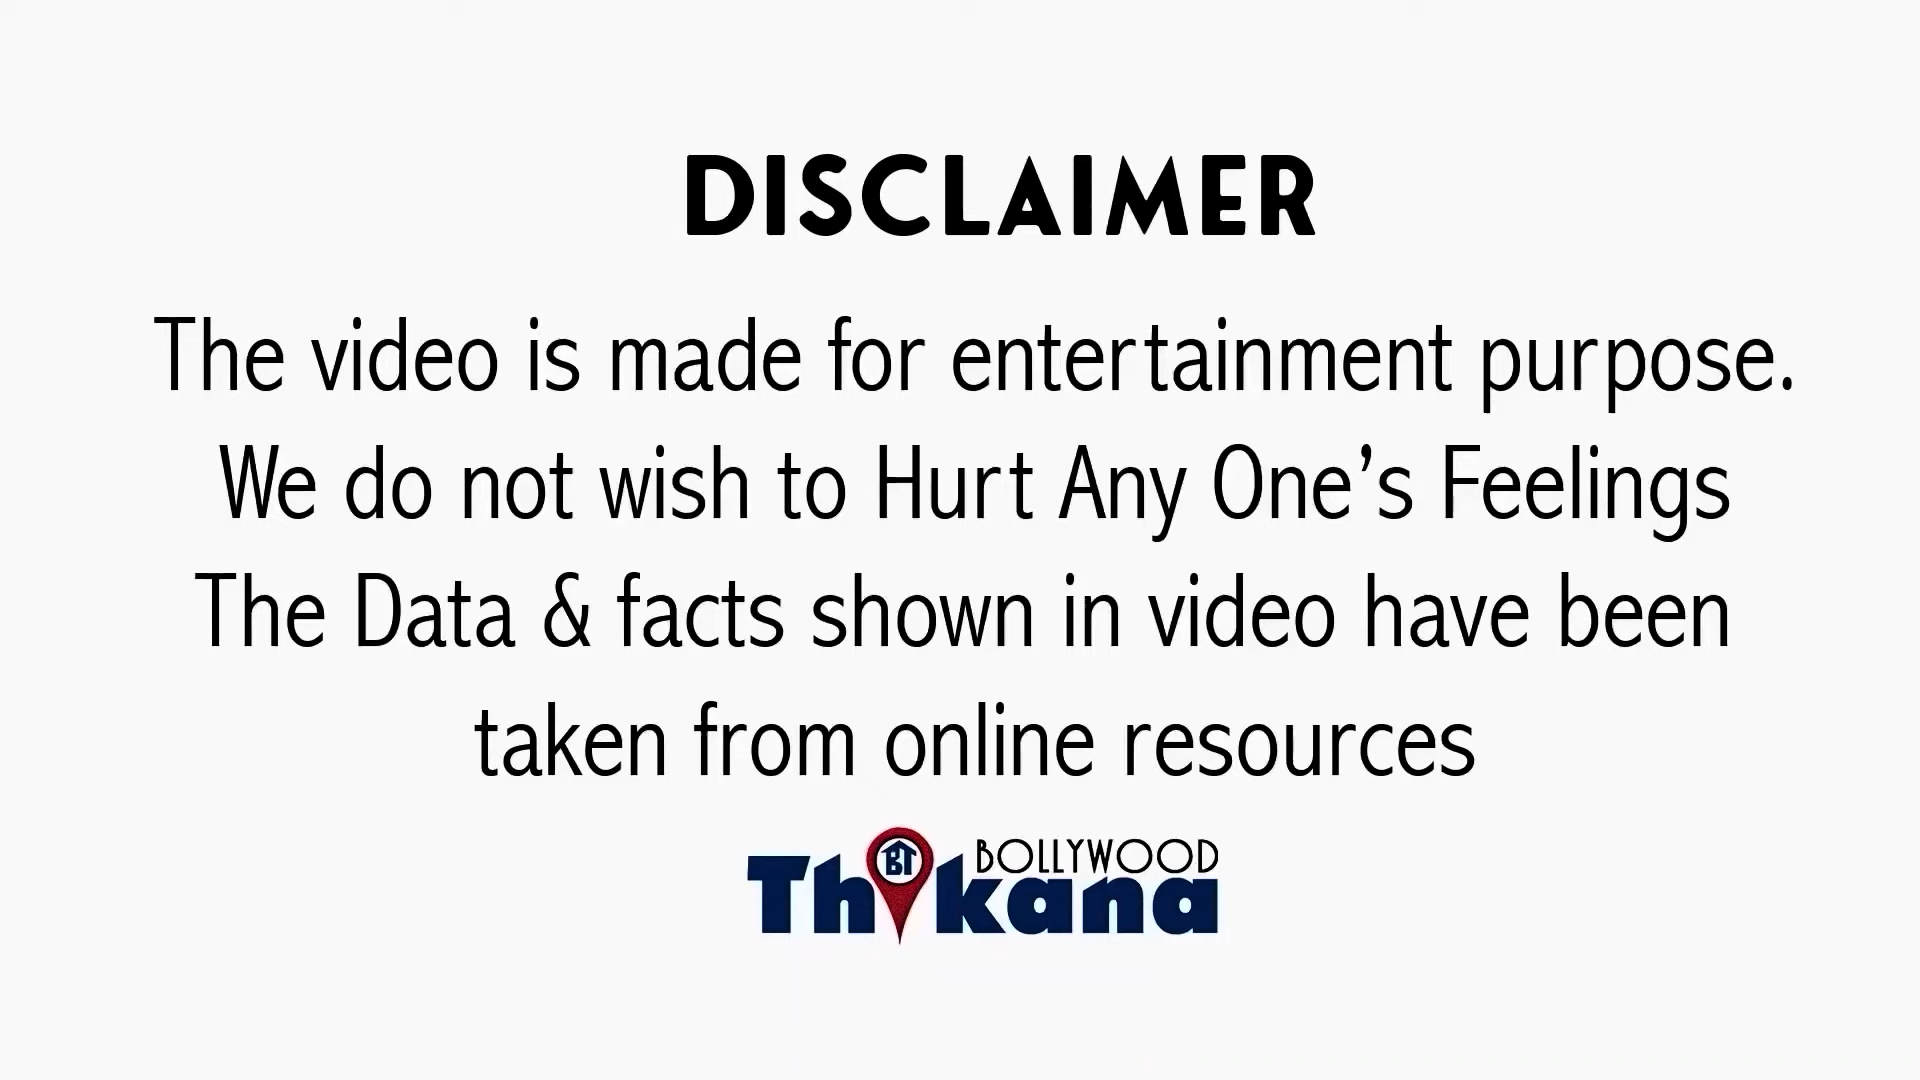 DISCLAIMER
The video is made for entertainment purpose.
We do not wish to Hurt Any One’s Feelings
The Data & facts shown in video have been
taken from online resources
BOLLYWOOD
BT
Thikana